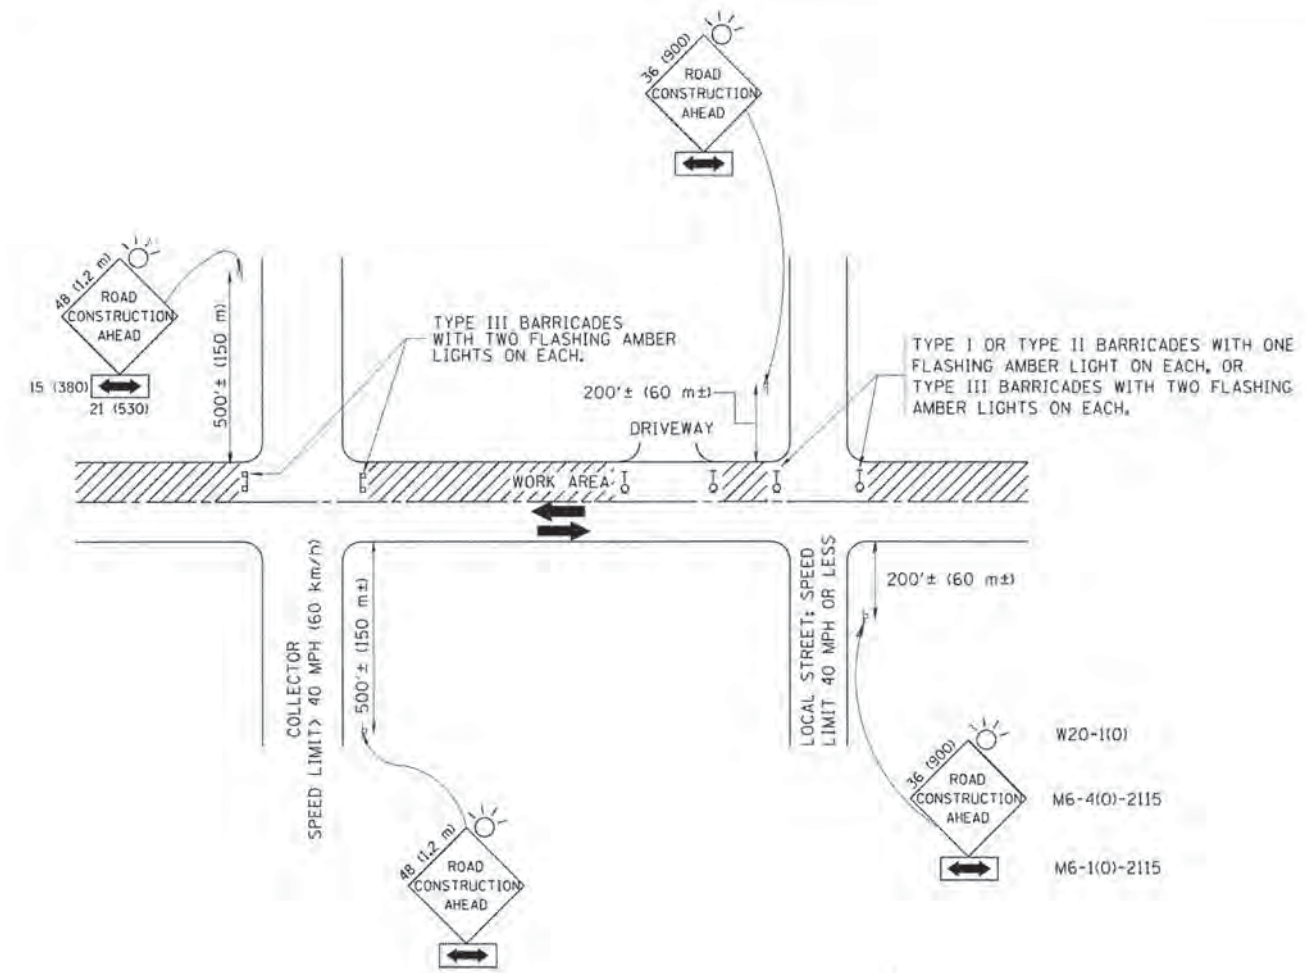 36 (900)
ROAD
CONSTRUCTION
AHEAD
48 (1.2 m)
ROAD
CONSTRUCTION
AHEAD
15 (380)
21 (530)
500'± (150 m)
TYPE III BARRICADES
WITH TWO FLASHING AMBER
LIGHTS ON EACH.
200'± (60 m±)
DRIVEWAY
TYPE I OR TYPE II BARRICADES WITH ONE
FLASHING AMBER LIGHT ON EACH, OR
TYPE III BARRICADES WITH TWO FLASHING
AMBER LIGHTS ON EACH.
WORK AREA
COLLECTOR
SPEED LIMIT> 40 MPH (60 km/h)
500'± (150 m±)
LOCAL STREET: SPEED
LIMIT 40 MPH OR LESS
200'± (60 m±)
48 (1.2 m)
ROAD
CONSTRUCTION
AHEAD
36 (900)
ROAD
CONSTRUCTION
AHEAD
W20-1(O)
M6-4(O)-2115
M6-1(O)-2115